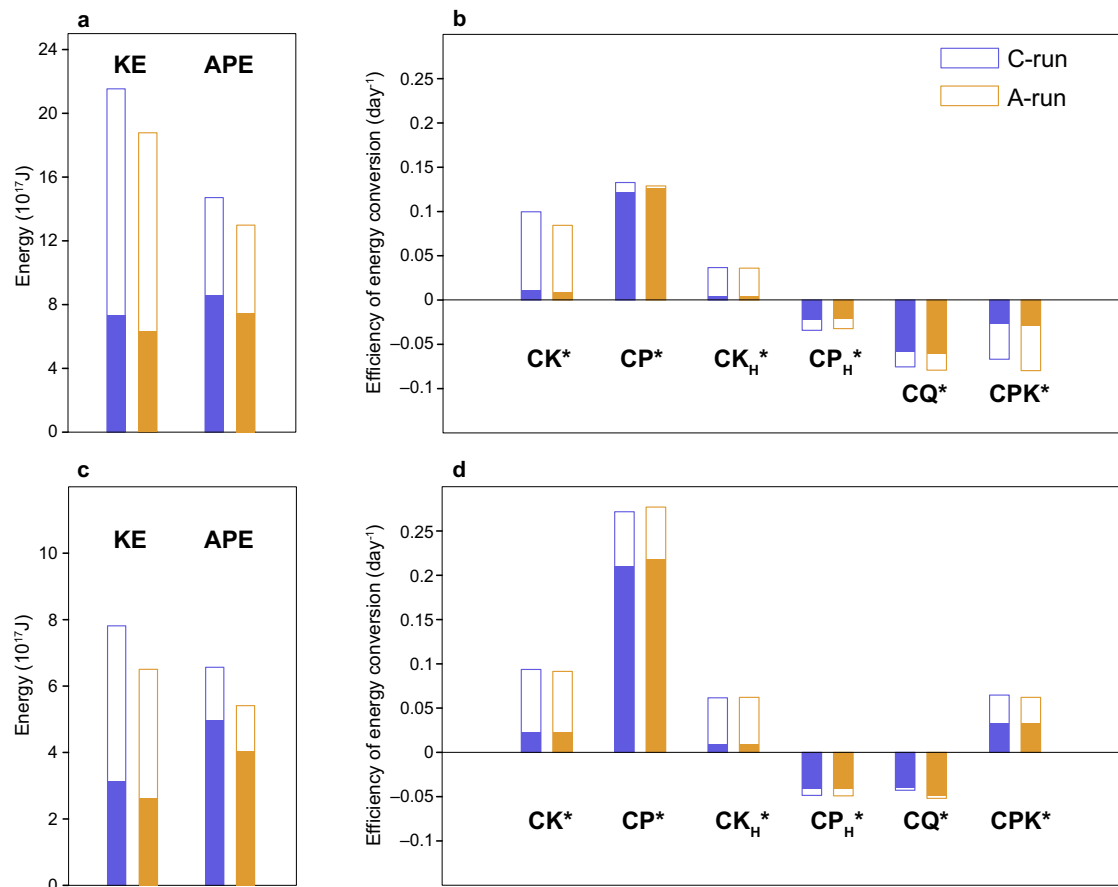 a
KE APE
Energy (10¹⁷J)
24
20
16
12
8
4
0
b
C-run
A-run
Efficiency of energy conversion (day⁻¹)
0.25
0.2
0.15
0.1
0.05
0
–0.05
–0.1
CK* CP* CK_H* CP_H* CQ* CPK*
c
KE APE
Energy (10¹⁷J)
10
8
6
4
2
0
d
Efficiency of energy conversion (day⁻¹)
0.25
0.2
0.15
0.1
0.05
0
–0.05
–0.1
CK* CP* CK_H* CP_H* CQ* CPK*